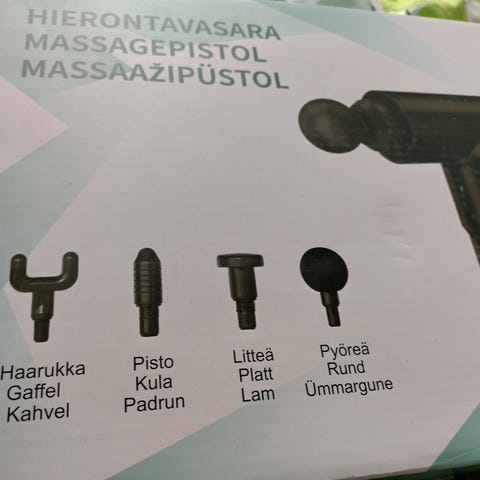 HIERONTAVASARA
MASSAGEPISTOL
MASSAAŽIPÜSTOL
Haarukka
Gaffel
Kahvel
Pisto
Kula
Padrun
Litteä
Platt
Lam
Pyöreä
Rund
Ümmargune